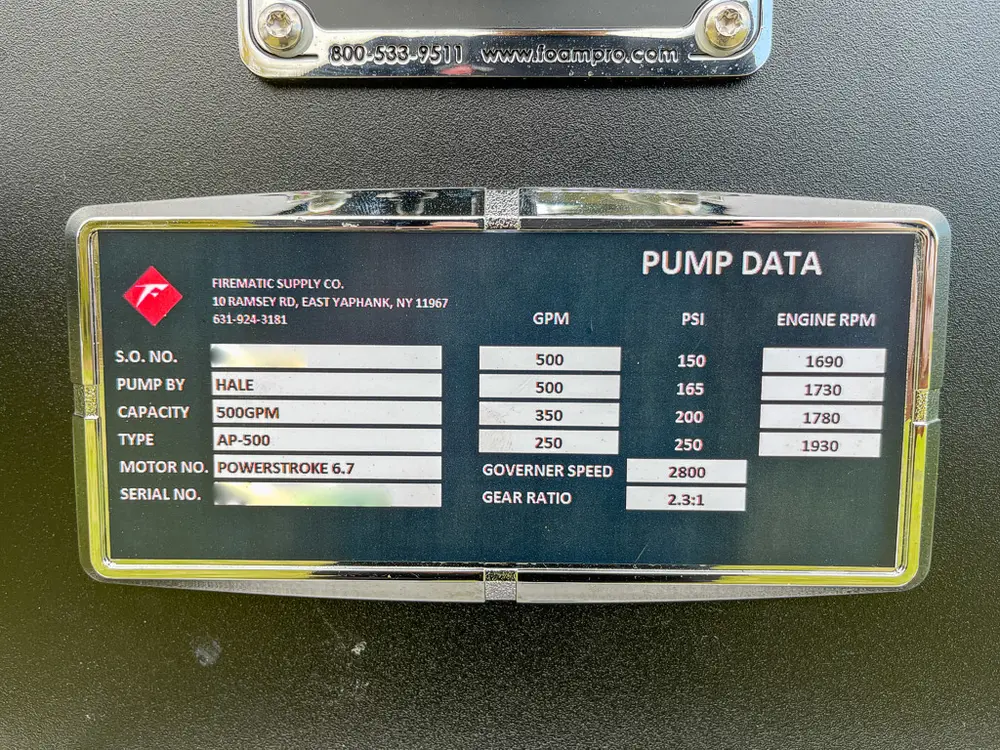 800-533-9511 www.foampro.com
PUMP DATA
FIREMATIC SUPPLY CO.
10 RAMSEY RD, EAST YAPHANK, NY 11967
631-924-3181
GPM PSI ENGINE RPM
S.O. NO. 500 150 1690
PUMP BY HALE 500 165 1730
CAPACITY 500GPM 350 200 1780
TYPE AP-500 250 250 1930
MOTOR NO. POWERSTROKE 6.7 GOVERNER SPEED 2800
SERIAL NO. GEAR RATIO 2.3:1